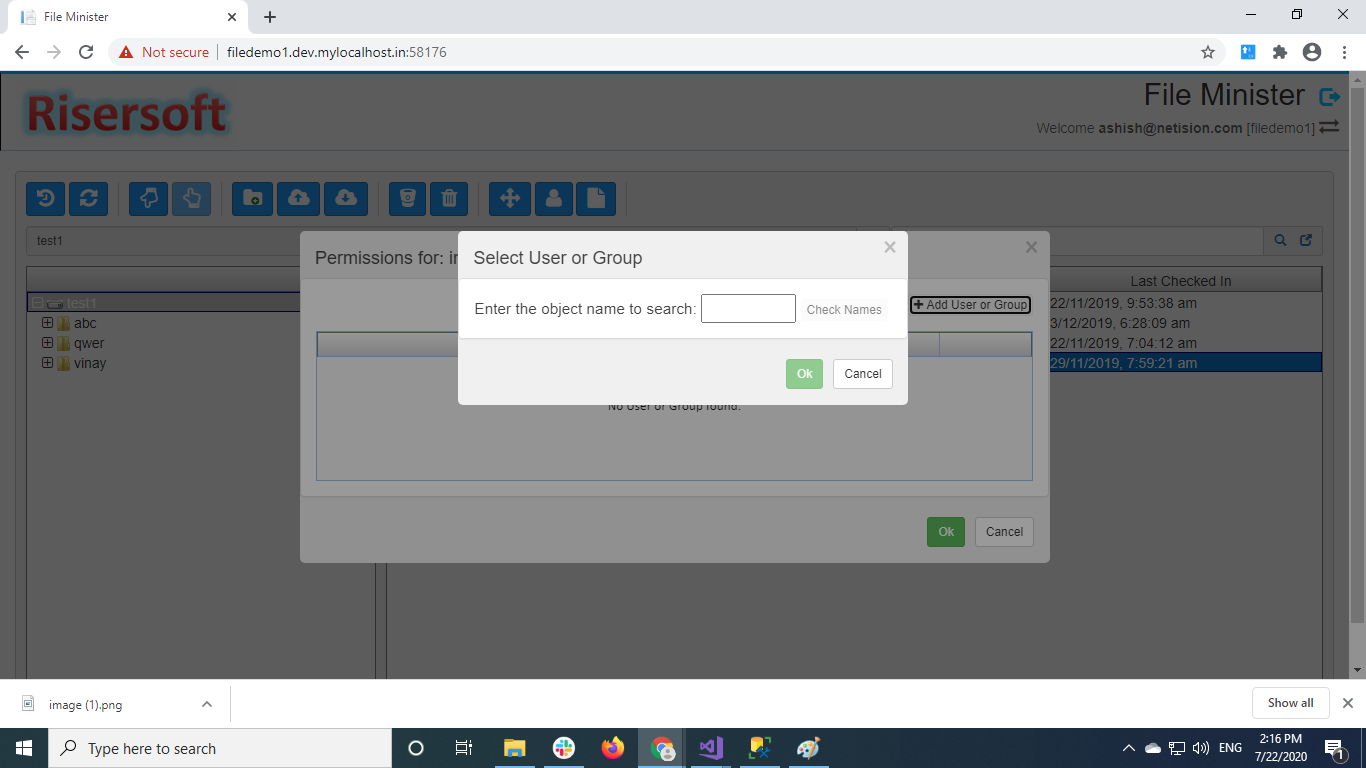 File Minister
Not secure
filedemo1.dev.mylocalhost.in:58176
Risersoft
File Minister
Welcome ashish@netision.com [filedemo1]
test1
Permissions for:
Select User or Group
Enter the object name to search:
Check Names
Ok
Cancel
+ Add User or Group
No User or Group found.
Ok
Cancel
test1
abc
qwer
vinay
Last Checked In
22/11/2019, 9:53:38 am
3/12/2019, 6:28:09 am
22/11/2019, 7:04:12 am
29/11/2019, 7:59:21 am
image (1).png
Show all
Type here to search
ENG
2:16 PM
7/22/2020
1